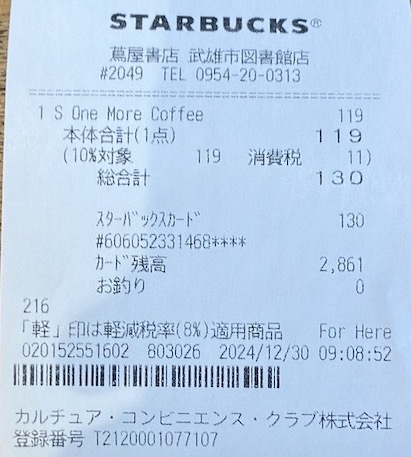 STARBUCKS®
蔦屋書店 武雄市図書館店
#2049 TEL 0954-20-0313
1 S One More Coffee 119
本体合計(1点) 119
(10%対象 119 消費税 11)
総合計 130
ｽﾀｰﾊﾞｯｸｽｶｰﾄﾞ 130
#606052331468****
ｶｰﾄﾞ残高 2,861
お釣り 0
216
「軽」印は軽減税率(8%)適用商品 For Here
020152551602 803026 2024/12/30 09:08:52
カルチュア・コンビニエンス・クラブ株式会社
登録番号 T2120001077107